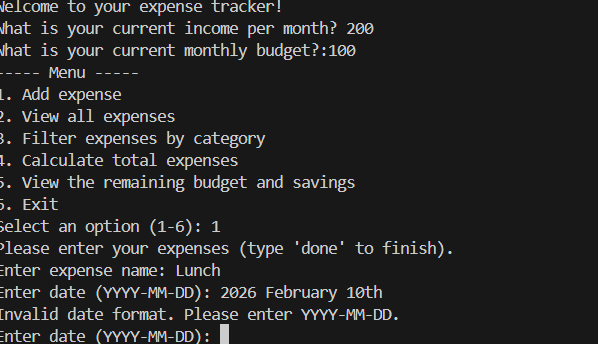 Welcome to your expense tracker!
What is your current income per month? 200
What is your current monthly budget?:100
----- Menu -----
1. Add expense
2. View all expenses
3. Filter expenses by category
4. Calculate total expenses
5. View the remaining budget and savings
6. Exit
Select an option (1-6): 1
Please enter your expenses (type 'done' to finish).
Enter expense name: Lunch
Enter date (YYYY-MM-DD): 2026 February 10th
Invalid date format. Please enter YYYY-MM-DD.
Enter date (YYYY-MM-DD):